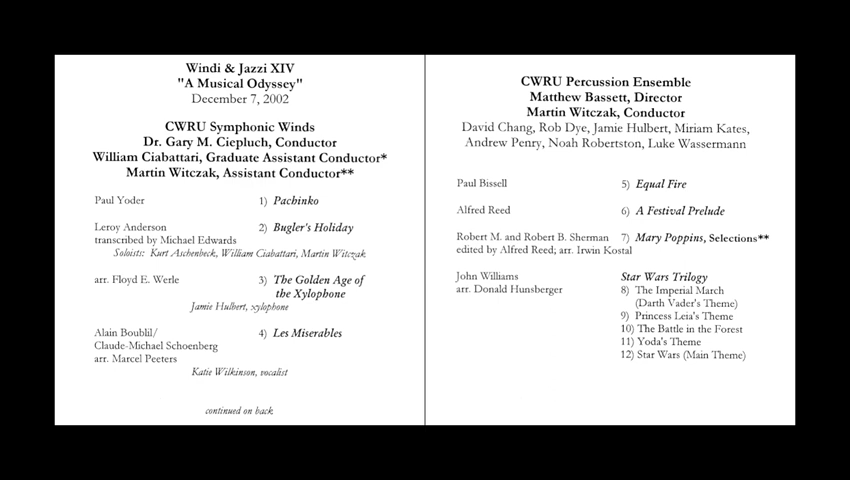 Windi & Jazzi XIV
"A Musical Odyssey"
December 7, 2002
CWRU Symphonic Winds
Dr. Gary M. Ciepluch, Conductor
William Ciabattari, Graduate Assistant Conductor*
Martin Witczak, Assistant Conductor**
Paul Yoder 1) Pachinko
Leroy Anderson 2) Bugler's Holiday
transcribed by Michael Edwards
Soloists: Kurt Aschenbeck, William Ciabattari, Martin Witczak
arr. Floyd E. Werle 3) The Golden Age of
the Xylophone
Jamie Hulbert, xylophone
Alain Boublil/ 4) Les Miserables
Claude-Michael Schoenberg
arr. Marcel Peeters
Katie Wilkinson, vocalist
continued on back
CWRU Percussion Ensemble
Matthew Bassett, Director
Martin Witczak, Conductor
David Chang, Rob Dye, Jamie Hulbert, Miriam Kates,
Andrew Penry, Noah Robertston, Luke Wassermann
Paul Bissell 5) Equal Fire
Alfred Reed 6) A Festival Prelude
Robert M. and Robert B. Sherman 7) Mary Poppins, Selections**
edited by Alfred Reed; arr. Irwin Kostal
John Williams Star Wars Trilogy
arr. Donald Hunsberger 8) The Imperial March
(Darth Vader's Theme)
9) Princess Leia's Theme
10) The Battle in the Forest
11) Yoda's Theme
12) Star Wars (Main Theme)